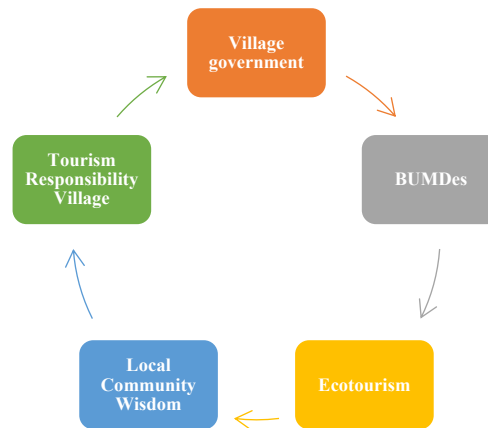 Village
government
BUMDes
Ecotourism
Local
Community
Wisdom
Tourism
Responsibility
Village